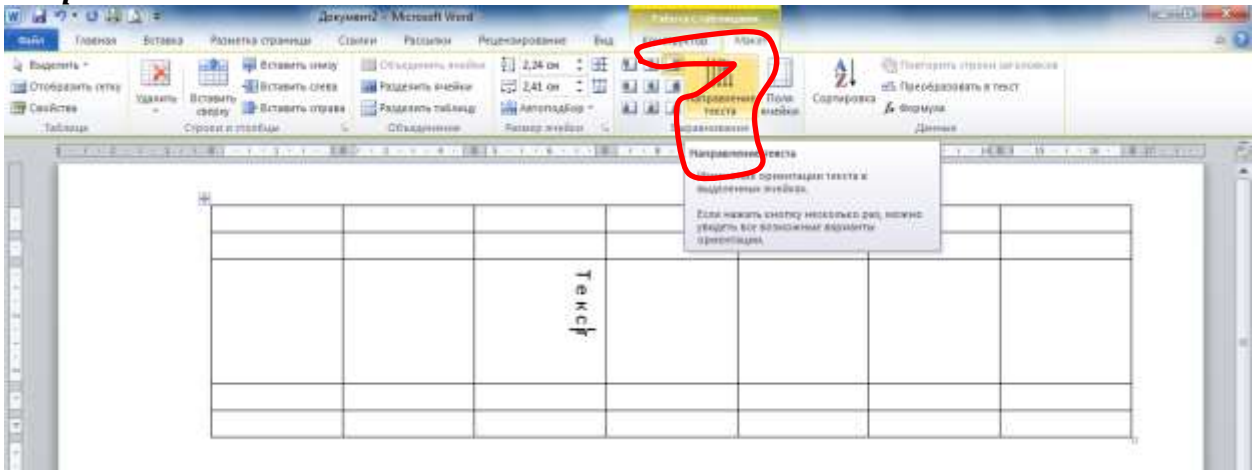 Документ2 - Microsoft Word
Работа с таблицами
Файл Главная Вставка Разметка страницы Ссылки Рассылки Рецензирование Вид Конструктор Макет
Выделить
Отобразить сетку
Свойства
Таблица
Удалить
Вставить сверху
Вставить снизу
Вставить слева
Вставить справа
Строки и столбцы
Объединить ячейки
Разделить ячейки
Разделить таблицу
Объединение
2,24 см
2,41 см
Автоподбор
Размер ячейки
Направление текста
Поля ячейки
Выравнивание
Сортировка
Повторить строки заголовков
Преобразовать в текст
Формула
Данные
Направление текста
Изменение ориентации текста в
выделенных ячейках.
Если нажать кнопку несколько раз, можно
увидеть все возможные варианты
ориентации.
Текст